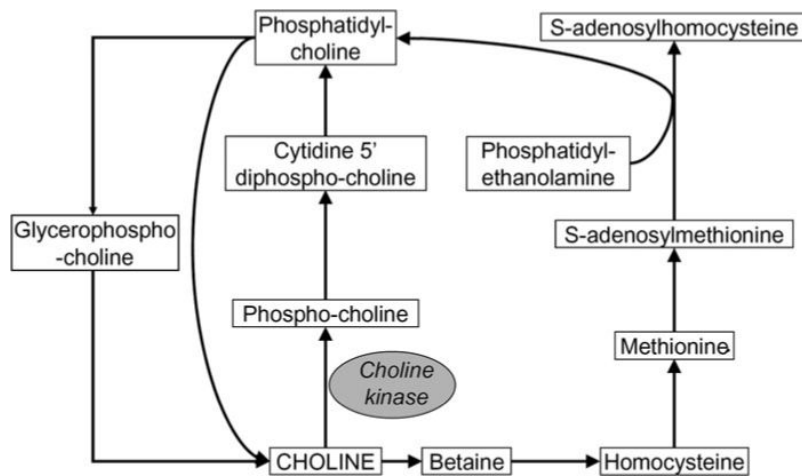 Phosphatidyl-
choline
S-adenosylhomocysteine
Cytidine 5'
diphospho-choline
Phosphatidyl-
ethanolamine
Glycerophospho
-choline
S-adenosylmethionine
Phospho-choline
Methionine
Choline
kinase
CHOLINE
Betaine
Homocysteine